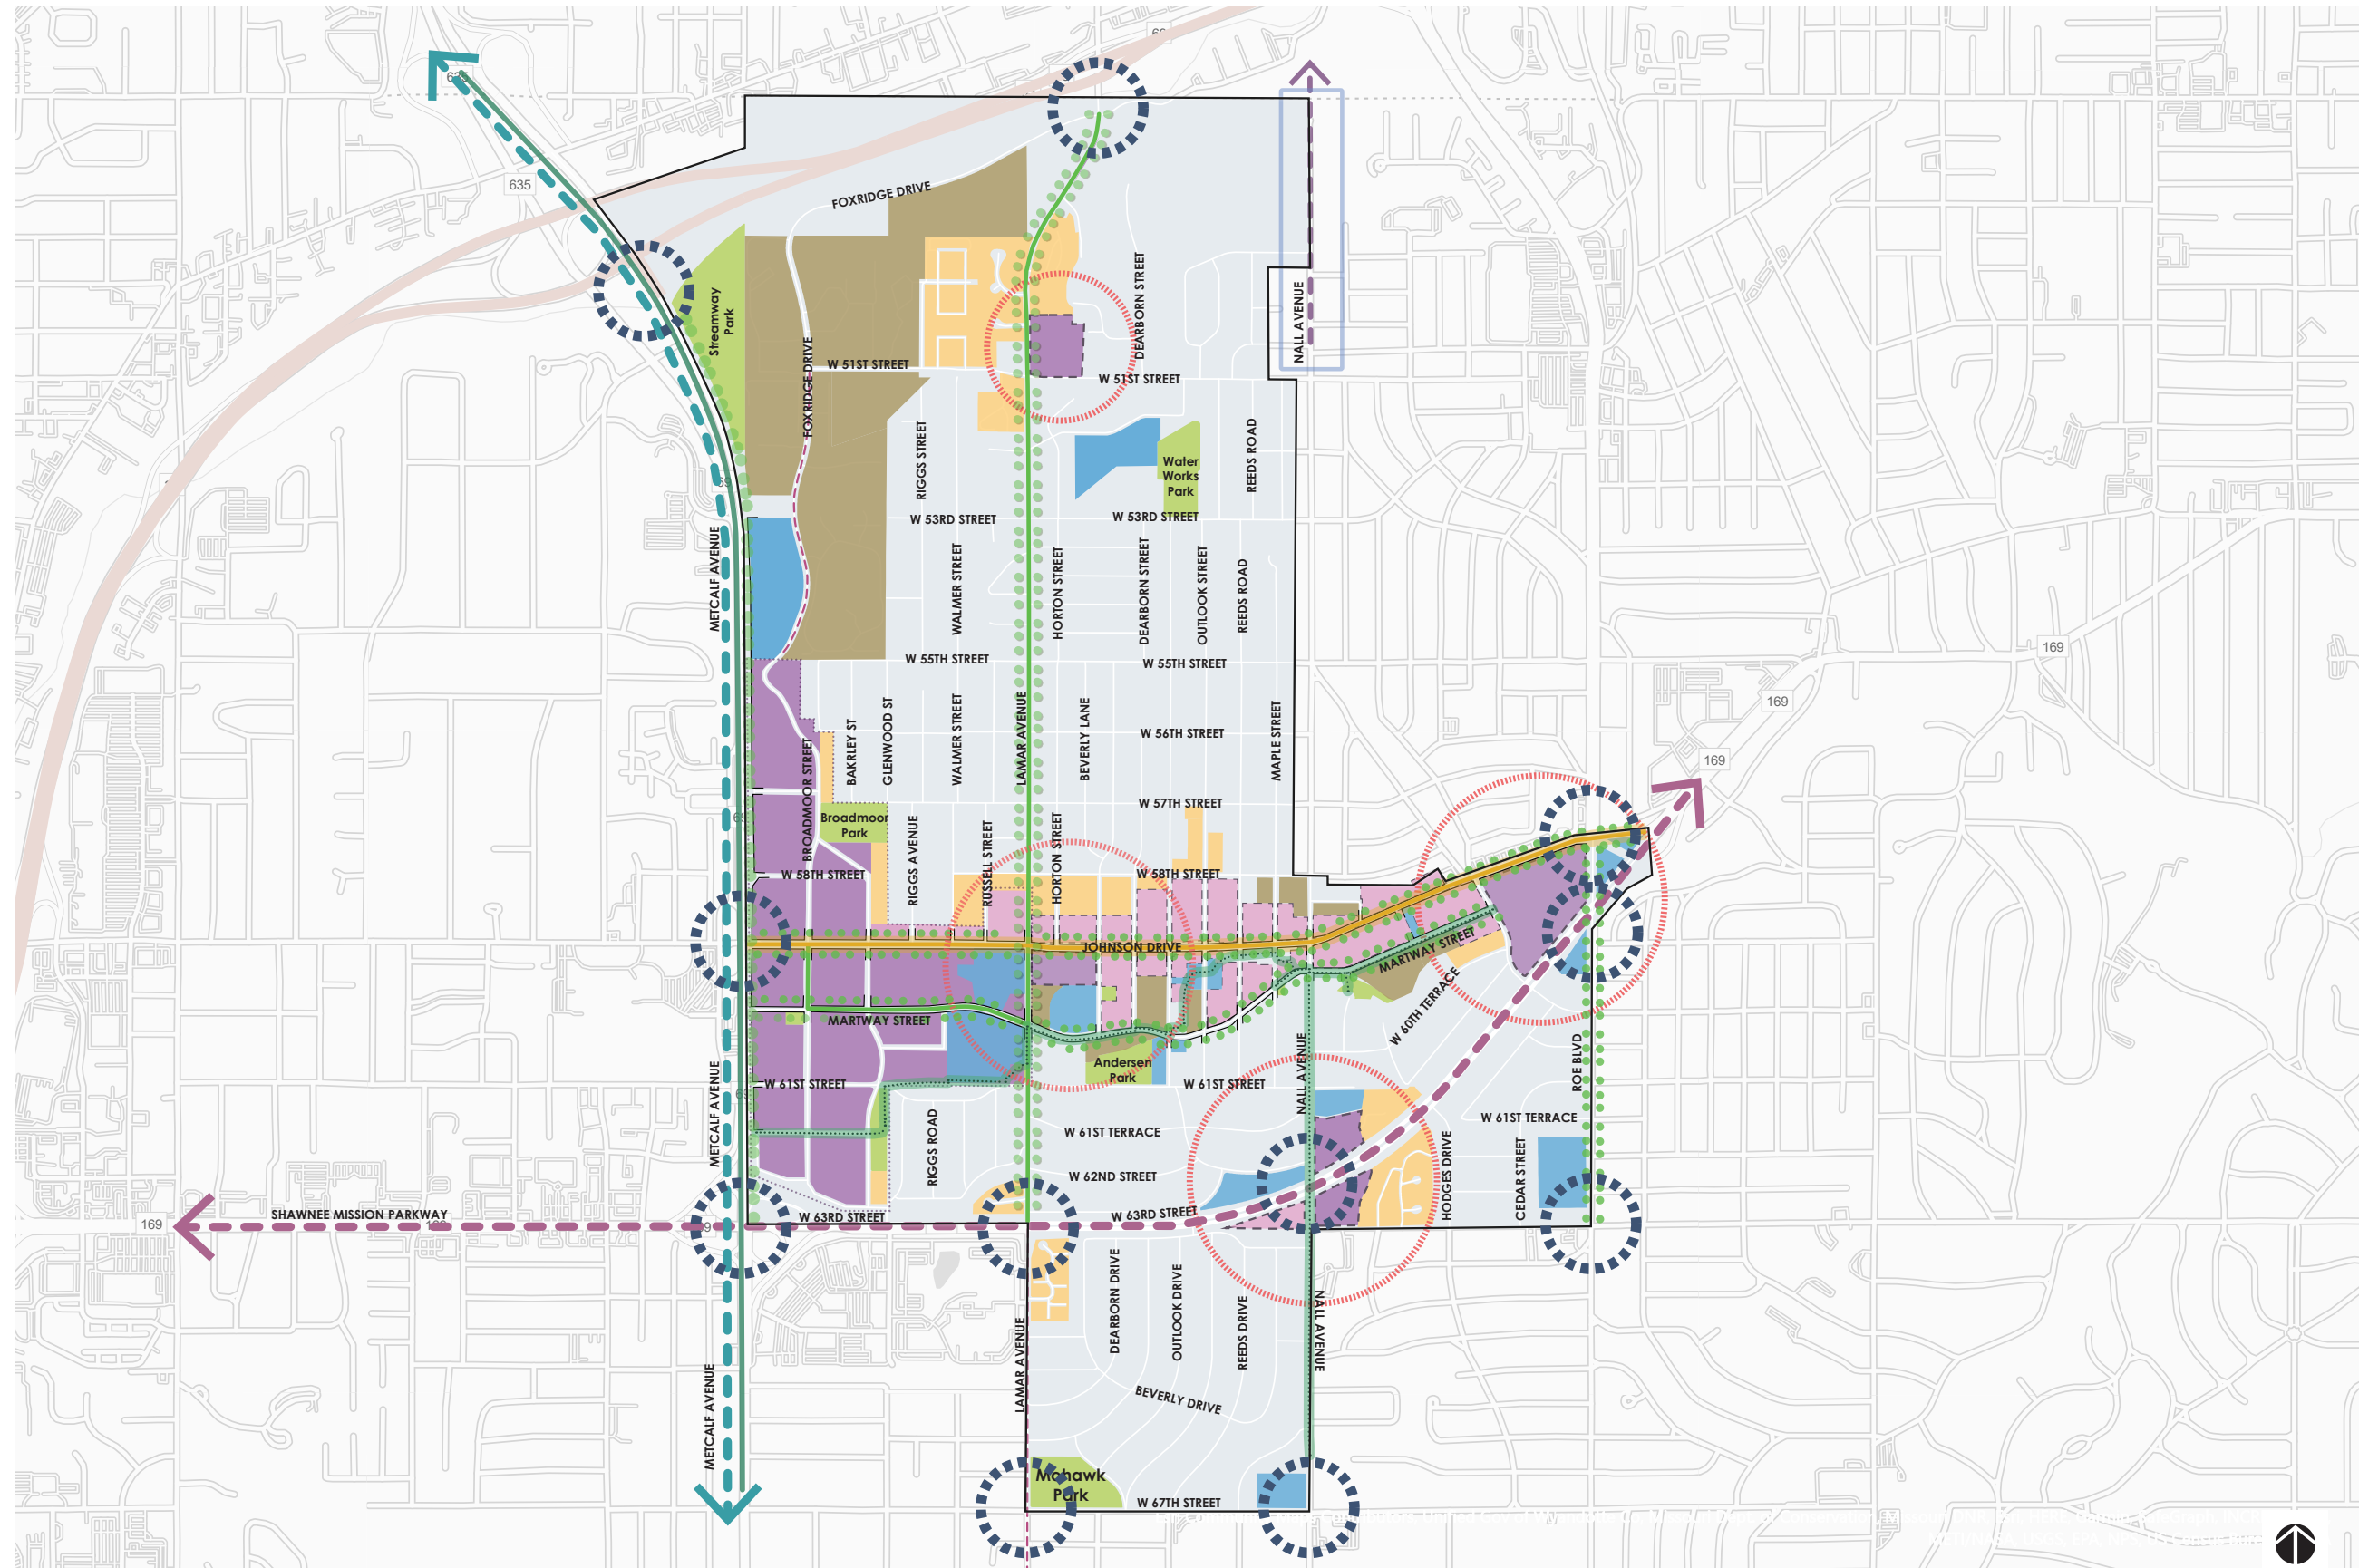 635
635
FOXRIDGE DRIVE
Streamway
Park
DEARBORN STREET
NALL AVENUE
FOXRIDGE DRIVE
W 51ST STREET
W 51ST STREET
RIGGS STREET
REEDS ROAD
Water
Works
Park
69
W 53RD STREET
W 53RD STREET
METCALF AVENUE
WALMER STREET
HORTON STREET
DEARBORN STREET
OUTLOOK STREET
REEDS ROAD
W 55TH STREET
W 55TH STREET
169
169
BROADMOOR STREET
BAKRLEY ST
GLENWOOD ST
WALMER STREET
LAMAR AVENUE
BEVERLY LANE
W 56TH STREET
MAPLE STREET
169
W 57TH STREET
69
Broadmoor
Park
RIGGS AVENUE
RUSSELL STREET
HORTON STREET
W 58TH STREET
W 58TH STREET
JOHNSON DRIVE
MARTWAY STREET
MARTWAY STREET
W 60TH TERRACE
METCALF AVENUE
Andersen
Park
NALL AVENUE
ROE BLVD
W 61ST STREET
W 61ST STREET
RIGGS ROAD
W 61ST TERRACE
W 61ST TERRACE
W 62ND STREET
HODGES DRIVE
CEDAR STREET
169
SHAWNEE MISSION PARKWAY
W 63RD STREET
W 63RD STREET
METCALF AVENUE
LAMAR AVENUE
DEARBORN DRIVE
OUTLOOK DRIVE
REEDS DRIVE
NALL AVENUE
BEVERLY DRIVE
Mohawk
Park
W 67TH STREET